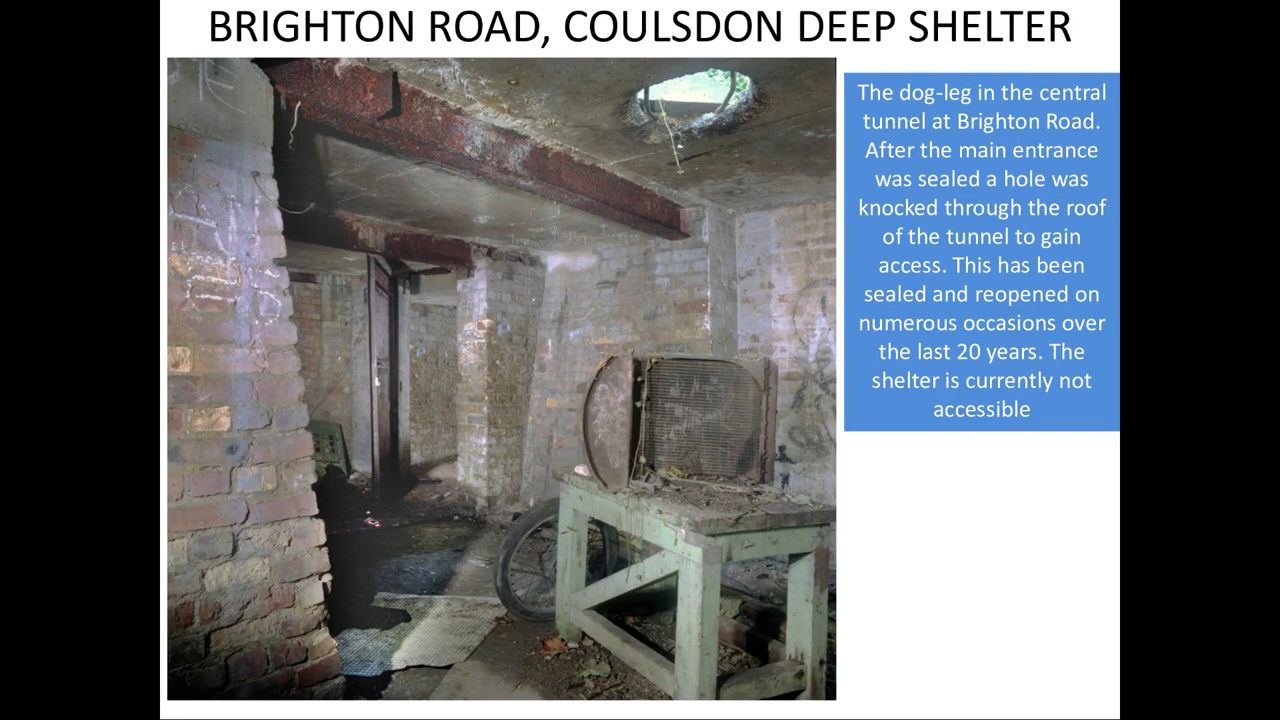 BRIGHTON ROAD, COULSDON DEEP SHELTER
The dog-leg in the central
tunnel at Brighton Road.
After the main entrance
was sealed a hole was
knocked through the roof
of the tunnel to gain
access. This has been
sealed and reopened on
numerous occasions over
the last 20 years. The
shelter is currently not
accessible